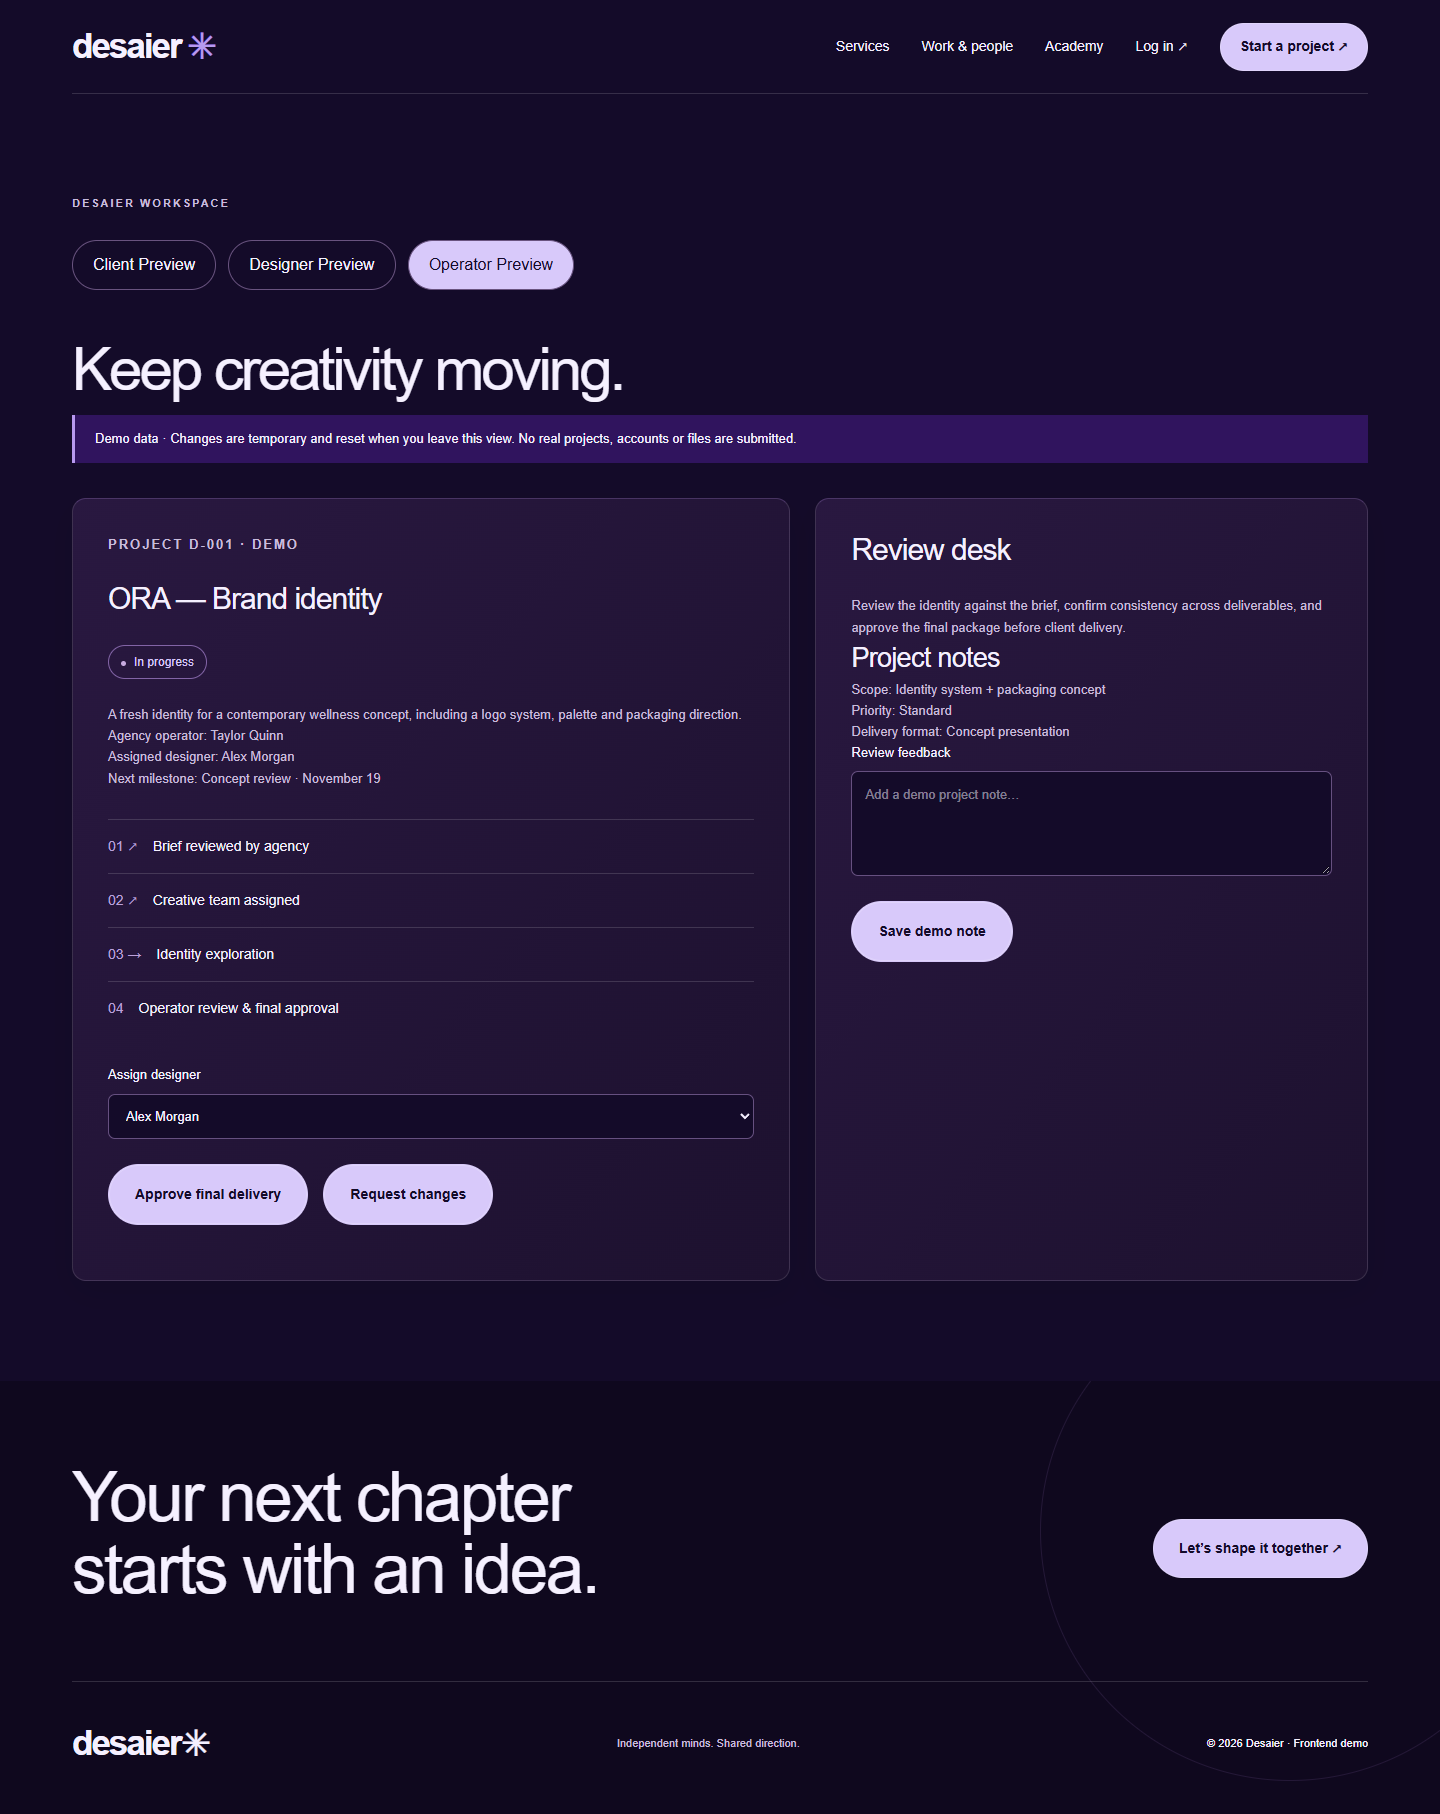 desaier✳
Services
Work & people
Academy
Log in ↗
Start a project ↗
DESAIER WORKSPACE
Client Preview
Designer Preview
Operator Preview
Keep creativity moving.
Demo data · Changes are temporary and reset when you leave this view. No real projects, accounts or files are submitted.
PROJECT D-001 · DEMO
ORA — Brand identity
In progress
A fresh identity for a contemporary wellness concept, including a logo system, palette and packaging direction.
Agency operator: Taylor Quinn
Assigned designer: Alex Morgan
Next milestone: Concept review · November 19
01 ↗ Brief reviewed by agency
02 ↗ Creative team assigned
03 → Identity exploration
04 Operator review & final approval
Assign designer
Alex Morgan
Approve final delivery
Request changes
Review desk
Review the identity against the brief, confirm consistency across deliverables, and
approve the final package before client delivery.
Project notes
Scope: Identity system + packaging concept
Priority: Standard
Delivery format: Concept presentation
Review feedback
Add a demo project note…
Save demo note
Your next chapter
starts with an idea.
Let’s shape it together ↗
desaier✳
Independent minds. Shared direction.
© 2026 Desaier · Frontend demo